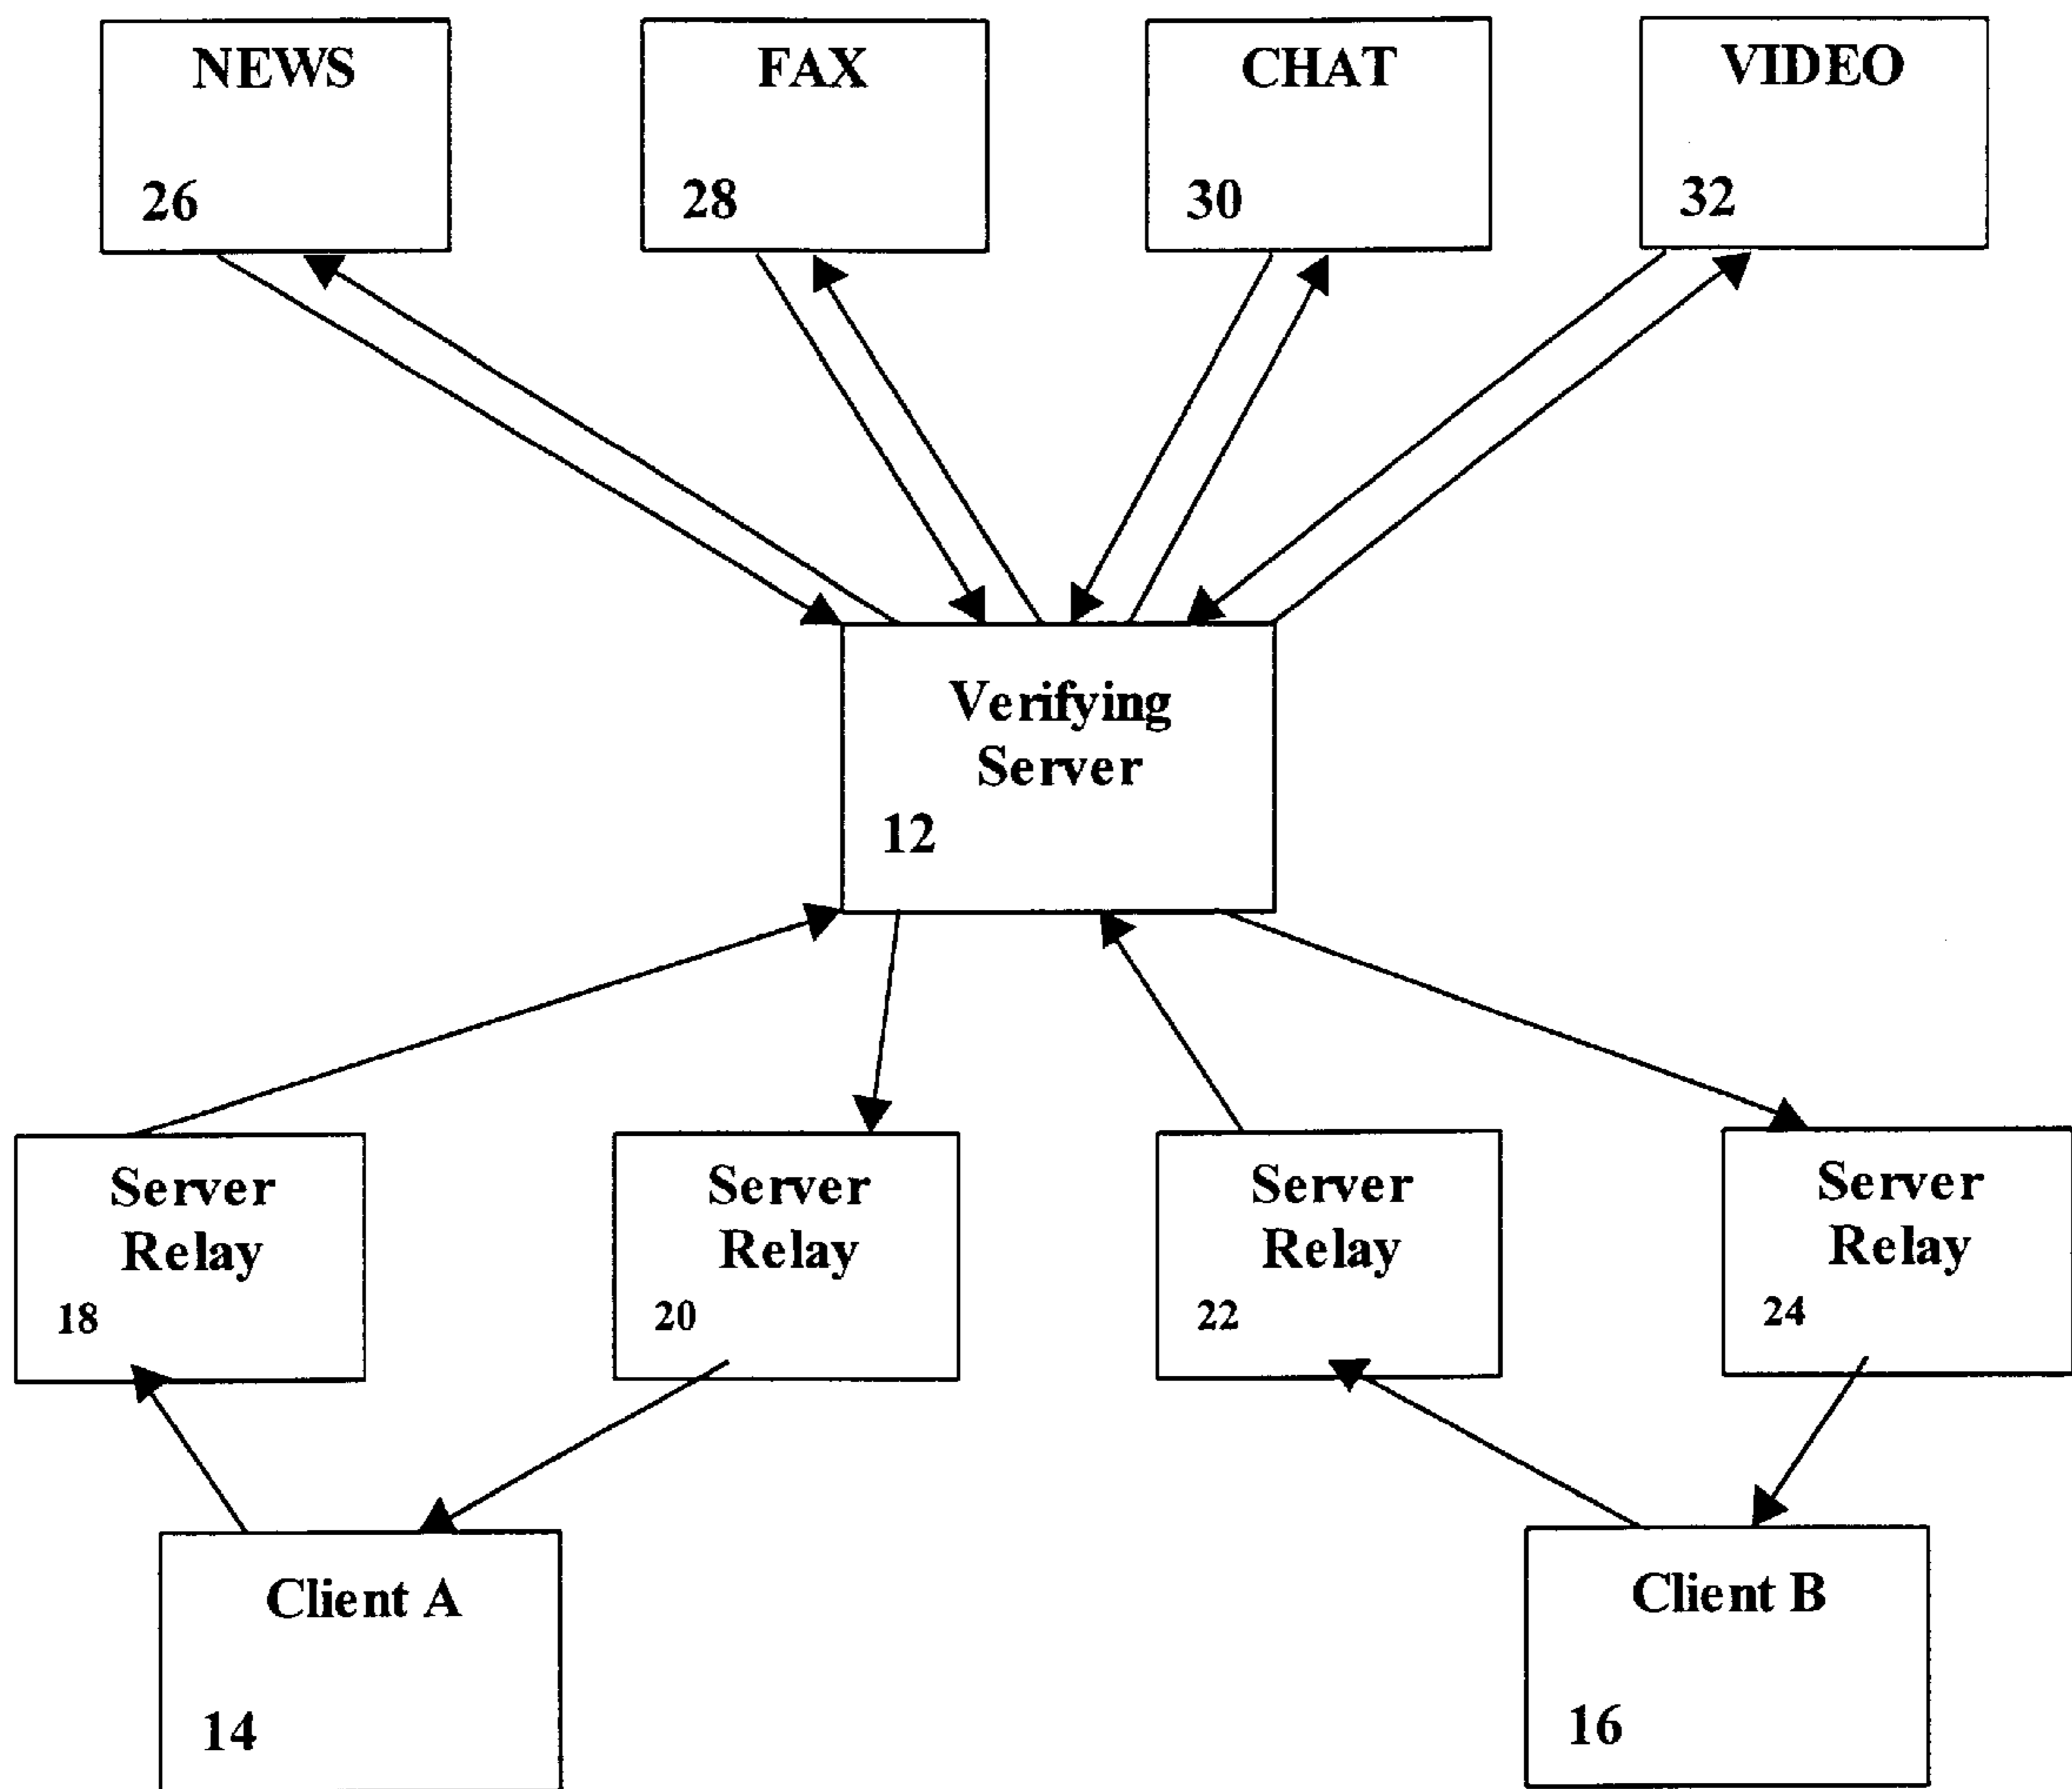 NEWS
26
FAX
28
CHAT
30
VIDEO
32
Verifying
Server
12
Server
Relay
18
Server
Relay
20
Server
Relay
22
Server
Relay
24
Client A
14
Client B
16